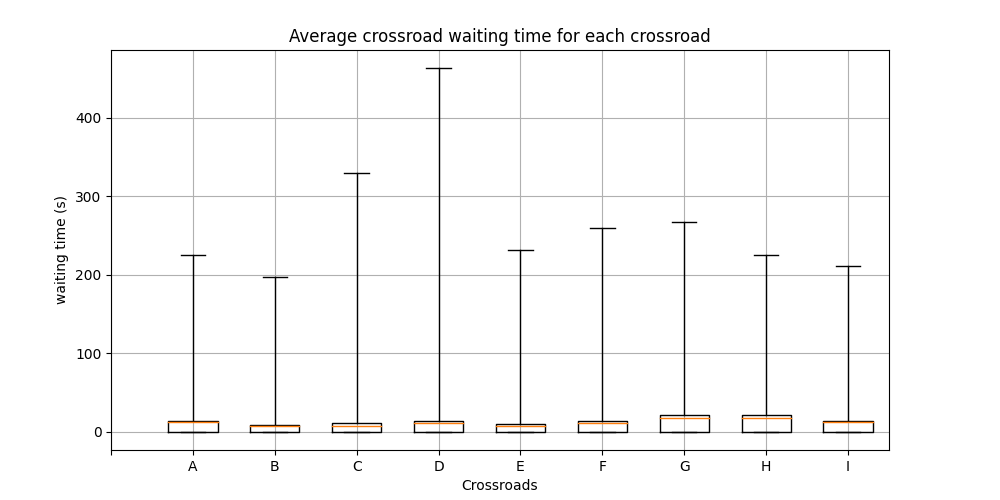 Average crossroad waiting time for each crossroad
waiting time (s)
400
300
200
100
0
A B C D E F G H I
Crossroads